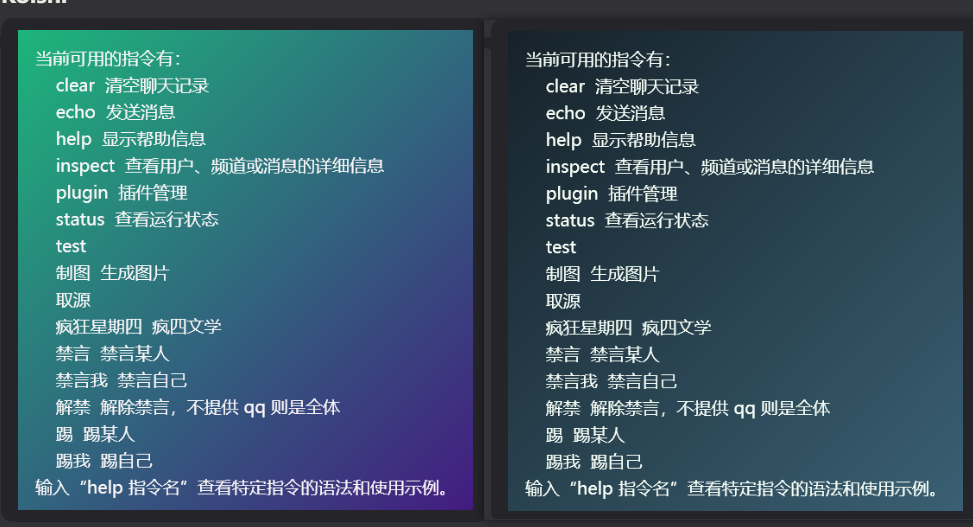 当前可用的指令有：
clear 清空聊天记录
echo 发送消息
help 显示帮助信息
inspect 查看用户、频道或消息的详细信息
plugin 插件管理
status 查看运行状态
test
制图 生成图片
取源
疯狂星期四 疯四文学
禁言 禁言某人
禁言我 禁言自己
解禁 解除禁言，不提供 qq 则是全体
踢 踢某人
踢我 踢自己
输入“help 指令名”查看特定指令的语法和使用示例。
当前可用的指令有：
clear 清空聊天记录
echo 发送消息
help 显示帮助信息
inspect 查看用户、频道或消息的详细信息
plugin 插件管理
status 查看运行状态
test
制图 生成图片
取源
疯狂星期四 疯四文学
禁言 禁言某人
禁言我 禁言自己
解禁 解除禁言，不提供 qq 则是全体
踢 踢某人
踢我 踢自己
输入“help 指令名”查看特定指令的语法和使用示例。